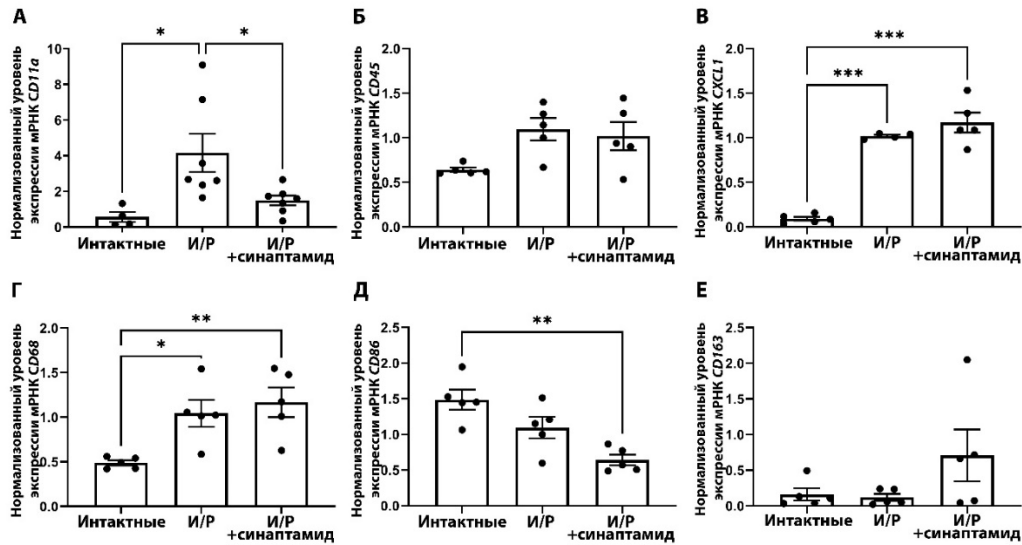 А
Нормализованный уровень
экспрессии мРНК CD11a
10
8
6
4
2
0
*
*
Интактные
И/Р
И/Р
+синаптамид
Б
Нормализованный уровень
экспрессии мРНК CD45
2.0
1.5
1.0
0.5
0.0
Интактные
И/Р
И/Р
+синаптамид
В
Нормализованный уровень
экспрессии мРНК CXCL1
2.0
1.5
1.0
0.5
0.0
***
***
Интактные
И/Р
И/Р
+синаптамид
Г
Нормализованный уровень
экспрессии мРНК CD68
2.0
1.5
1.0
0.5
0.0
**
*
Интактные
И/Р
И/Р
+синаптамид
Д
Нормализованный уровень
экспрессии мРНК CD86
2.5
2.0
1.5
1.0
0.5
0.0
**
Интактные
И/Р
И/Р
+синаптамид
Е
Нормализованный уровень
экспрессии мРНК CD163
2.5
2.0
1.5
1.0
0.5
0.0
Интактные
И/Р
И/Р
+синаптамид